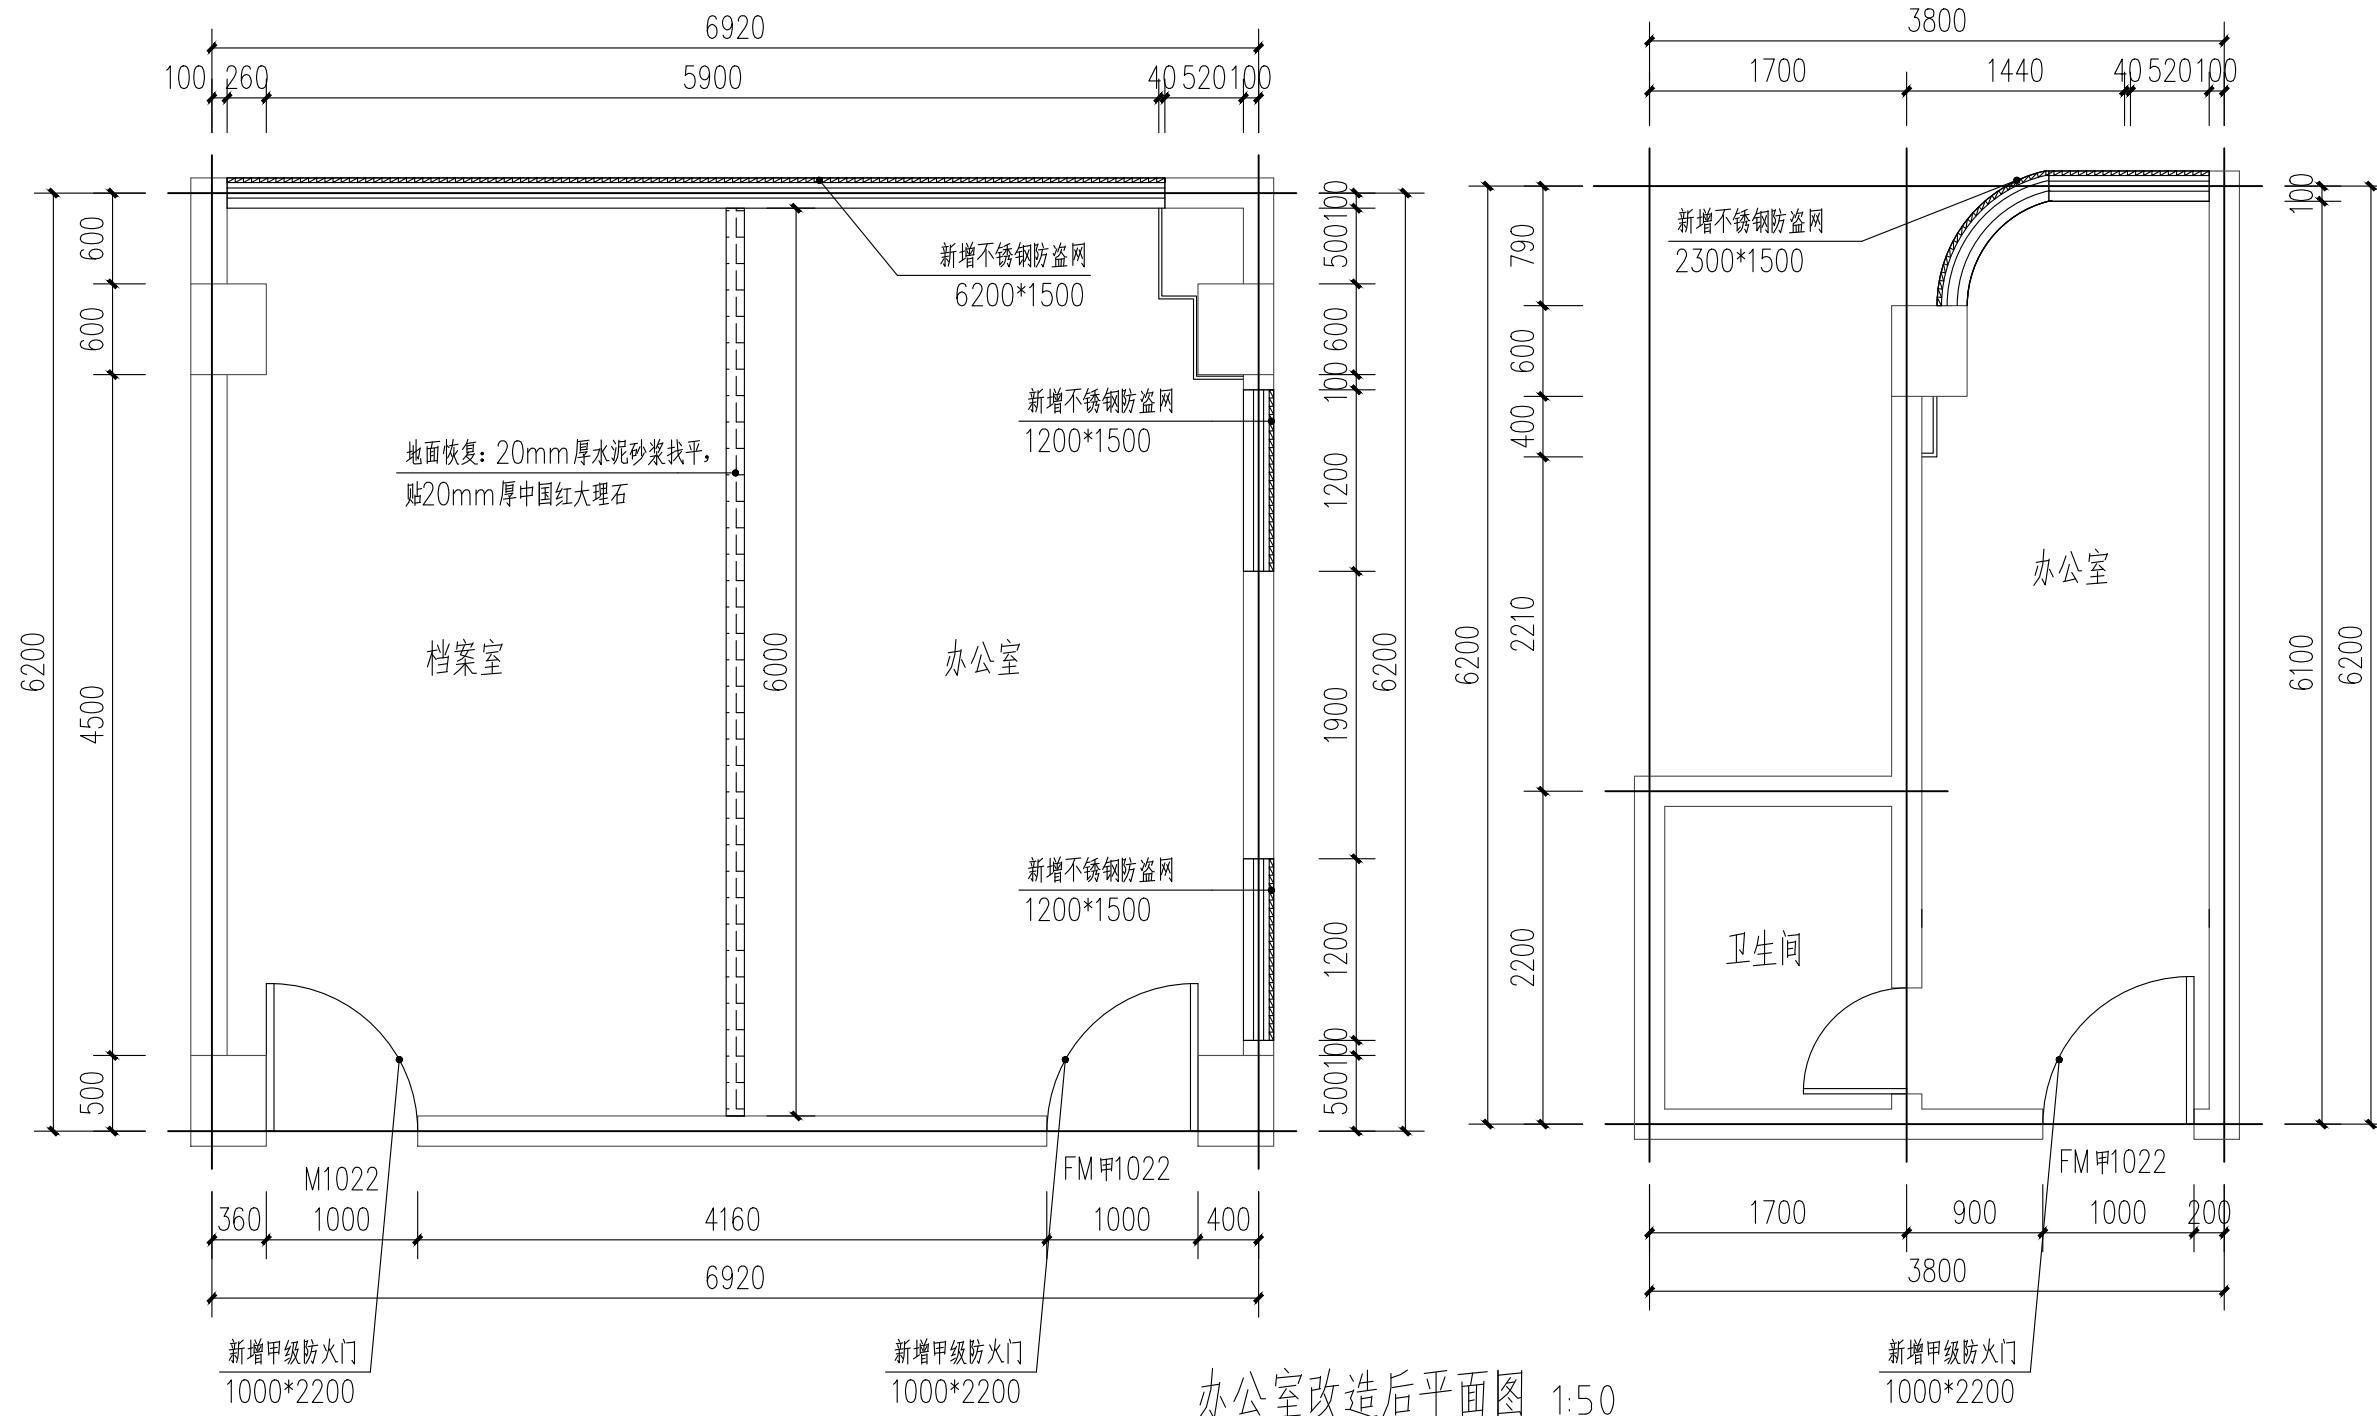 6920
100 260 5900 40 520 100
3800
1700 1440 40 520 100
600
600
4500
500
6200
新增不锈钢防盗网
6200*1500
新增不锈钢防盗网
1200*1500
地面恢复：20mm厚水泥砂浆找平，
贴20mm厚中国红大理石
档案室
6000
办公室
新增不锈钢防盗网
1200*1500
100
500
600
100
1200
1900
1200
100
500
6200
M1022
FM甲1022
360 1000 4160 1000 400
6920
新增甲级防火门
1000*2200
新增甲级防火门
1000*2200
6200
790
600
400
2210
2200
新增不锈钢防盗网
2300*1500
办公室
卫生间
100
6100
6200
FM甲1022
1700 900 1000 200
3800
新增甲级防火门
1000*2200
办公室改造后平面图 1:50